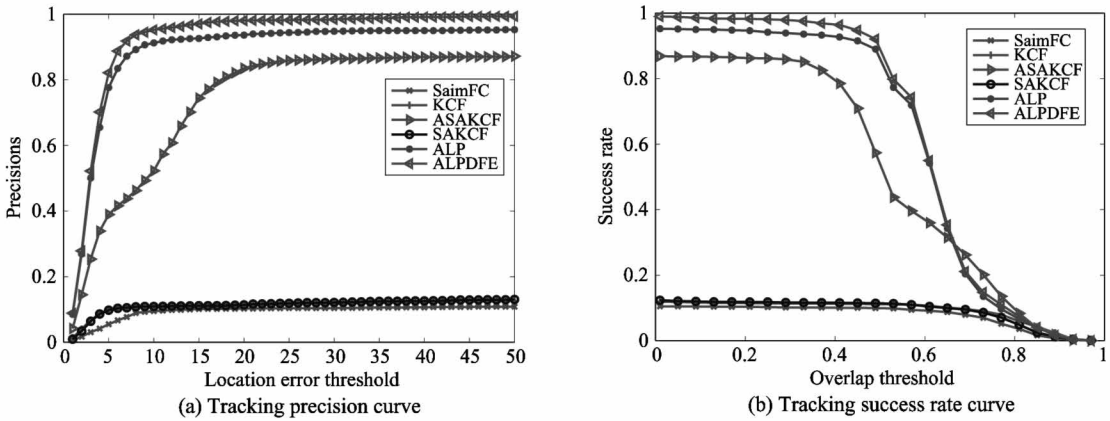 1
0.8
0.6
0.4
0.2
0
Precisions
SaimFC
KCF
ASAKCF
SAKCF
ALP
ALPDFE
0 5 10 15 20 25 30 35 40 45 50
Location error threshold
(a) Tracking precision curve
1
0.8
0.6
0.4
0.2
0
Success rate
SaimFC
KCF
ASAKCF
SAKCF
ALP
ALPDFE
0 0.2 0.4 0.6 0.8 1
Overlap threshold
(b) Tracking success rate curve